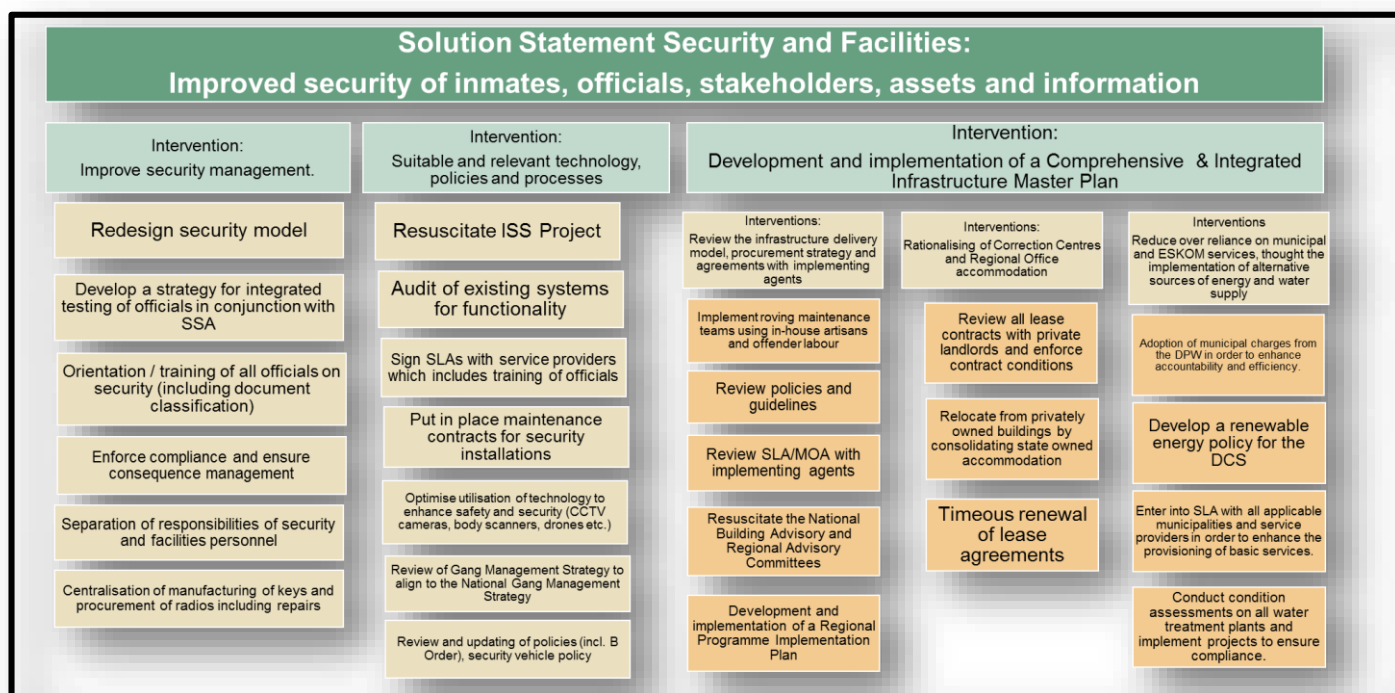 Solution Statement Security and Facilities:
Improved security of inmates, officials, stakeholders, assets and information
Intervention:
Improve security management.
Redesign security model
Develop a strategy for integrated
testing of officials in conjunction with
SSA
Orientation / training of all officials on
security (including document
classification)
Enforce compliance and ensure
consequence management
Separation of responsibilities of security
and facilities personnel
Centralisation of manufacturing of keys and
procurement of radios including repairs
Intervention:
Suitable and relevant technology,
policies and processes
Resuscitate ISS Project
Audit of existing systems
for functionality
Sign SLAs with service providers
which includes training of officials
Put in place maintenance
contracts for security
installations
Optimise utilisation of technology to
enhance safety and security (CCTV
cameras, body scanners, drones etc.)
Review of Gang Management Strategy to
align to the National Gang Management
Strategy
Review and updating of policies (incl. B
Order), security vehicle policy
Intervention:
Development and implementation of a Comprehensive & Integrated
Infrastructure Master Plan
Interventions:
Review the infrastructure delivery
model, procurement strategy and
agreements with implementing
agents
Implement roving maintenance
teams using in-house artisans
and offender labour
Review policies and
guidelines
Review SLA/MOA with
implementing agents
Resuscitate the National
Building Advisory and
Regional Advisory
Committees
Development and
implementation of a Regional
Programme Implementation
Plan
Interventions:
Rationalising of Correction Centres
and Regional Office
accommodation
Review all lease
contracts with private
landlords and enforce
contract conditions
Relocate from privately
owned buildings by
consolidating state owned
accommodation
Timeous renewal
of lease
agreements
Interventions
Reduce over reliance on municipal
and ESKOM services, thought the
implementation of alternative
sources of energy and water
supply
Adoption of municipal charges from
the DPW in order to enhance
accountability and efficiency.
Develop a renewable
energy policy for the
DCS
Enter into SLA with all applicable
municipalities and service
providers in order to enhance the
provisioning of basic services.
Conduct condition
assessments on all water
treatment plants and
implement projects to ensure
compliance.